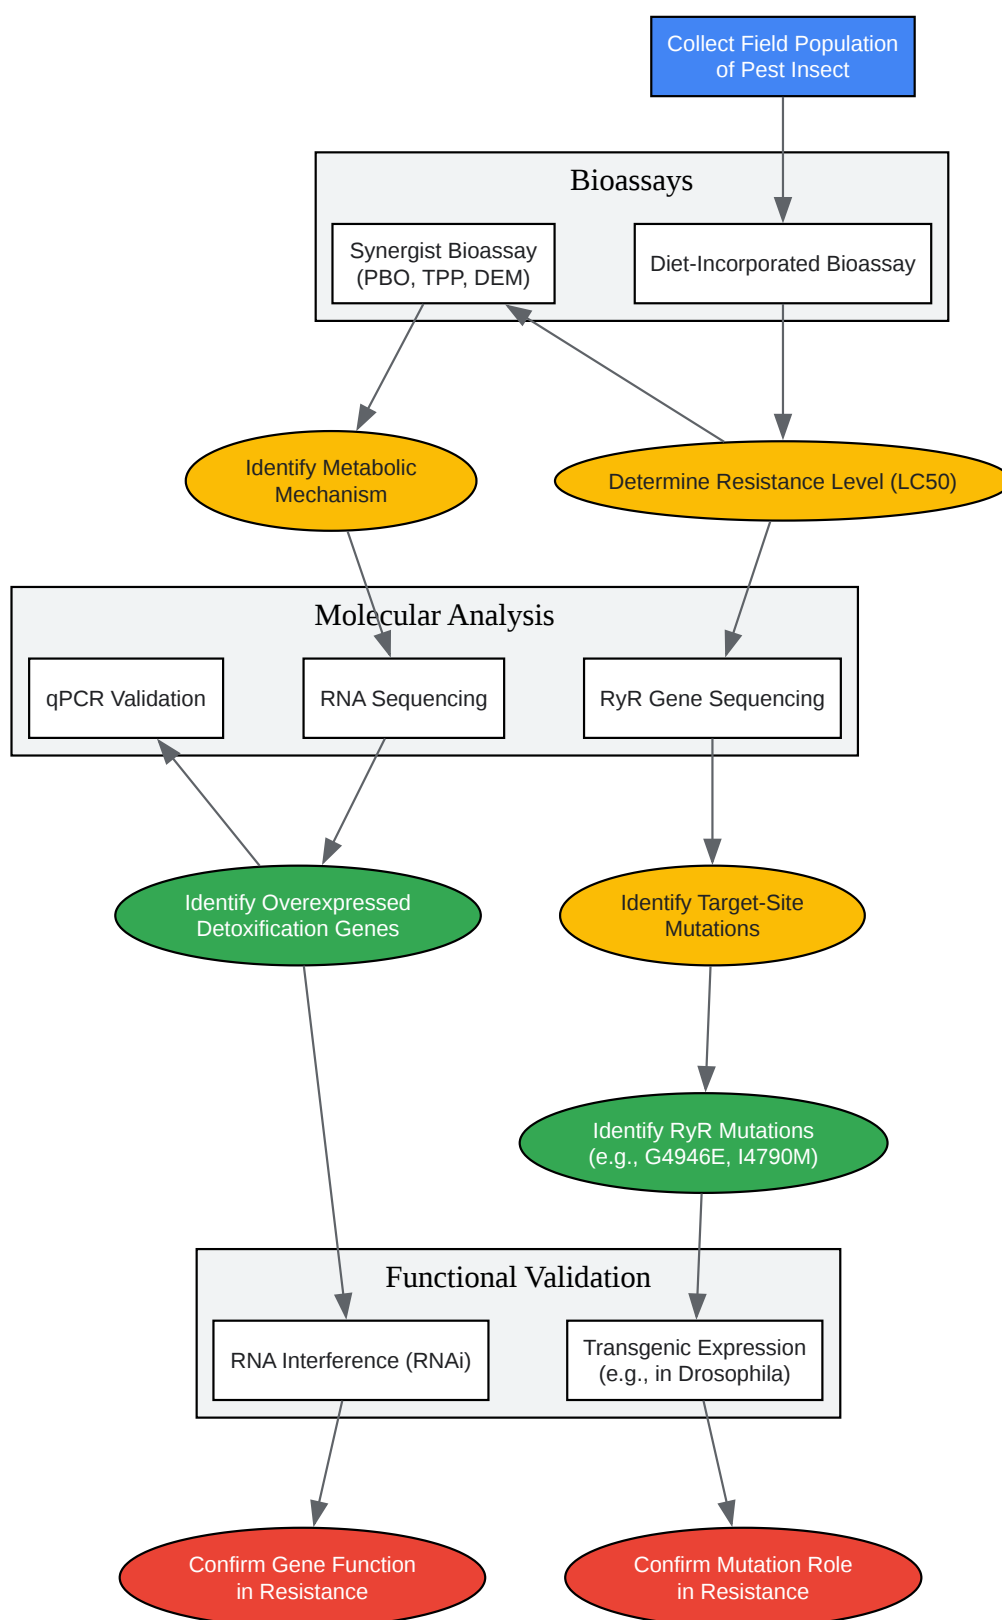 Collect Field Population
of Pest Insect
Bioassays
Synergist Bioassay
(PBO, TPP, DEM)
Diet-Incorporated Bioassay
Identify Metabolic
Mechanism
Determine Resistance Level (LC50)
Molecular Analysis
qPCR Validation
RNA Sequencing
RyR Gene Sequencing
Identify Overexpressed
Detoxification Genes
Identify Target-Site
Mutations
Identify RyR Mutations
(e.g., G4946E, I4790M)
Functional Validation
RNA Interference (RNAi)
Transgenic Expression
(e.g., in Drosophila)
Confirm Gene Function
in Resistance
Confirm Mutation Role
in Resistance